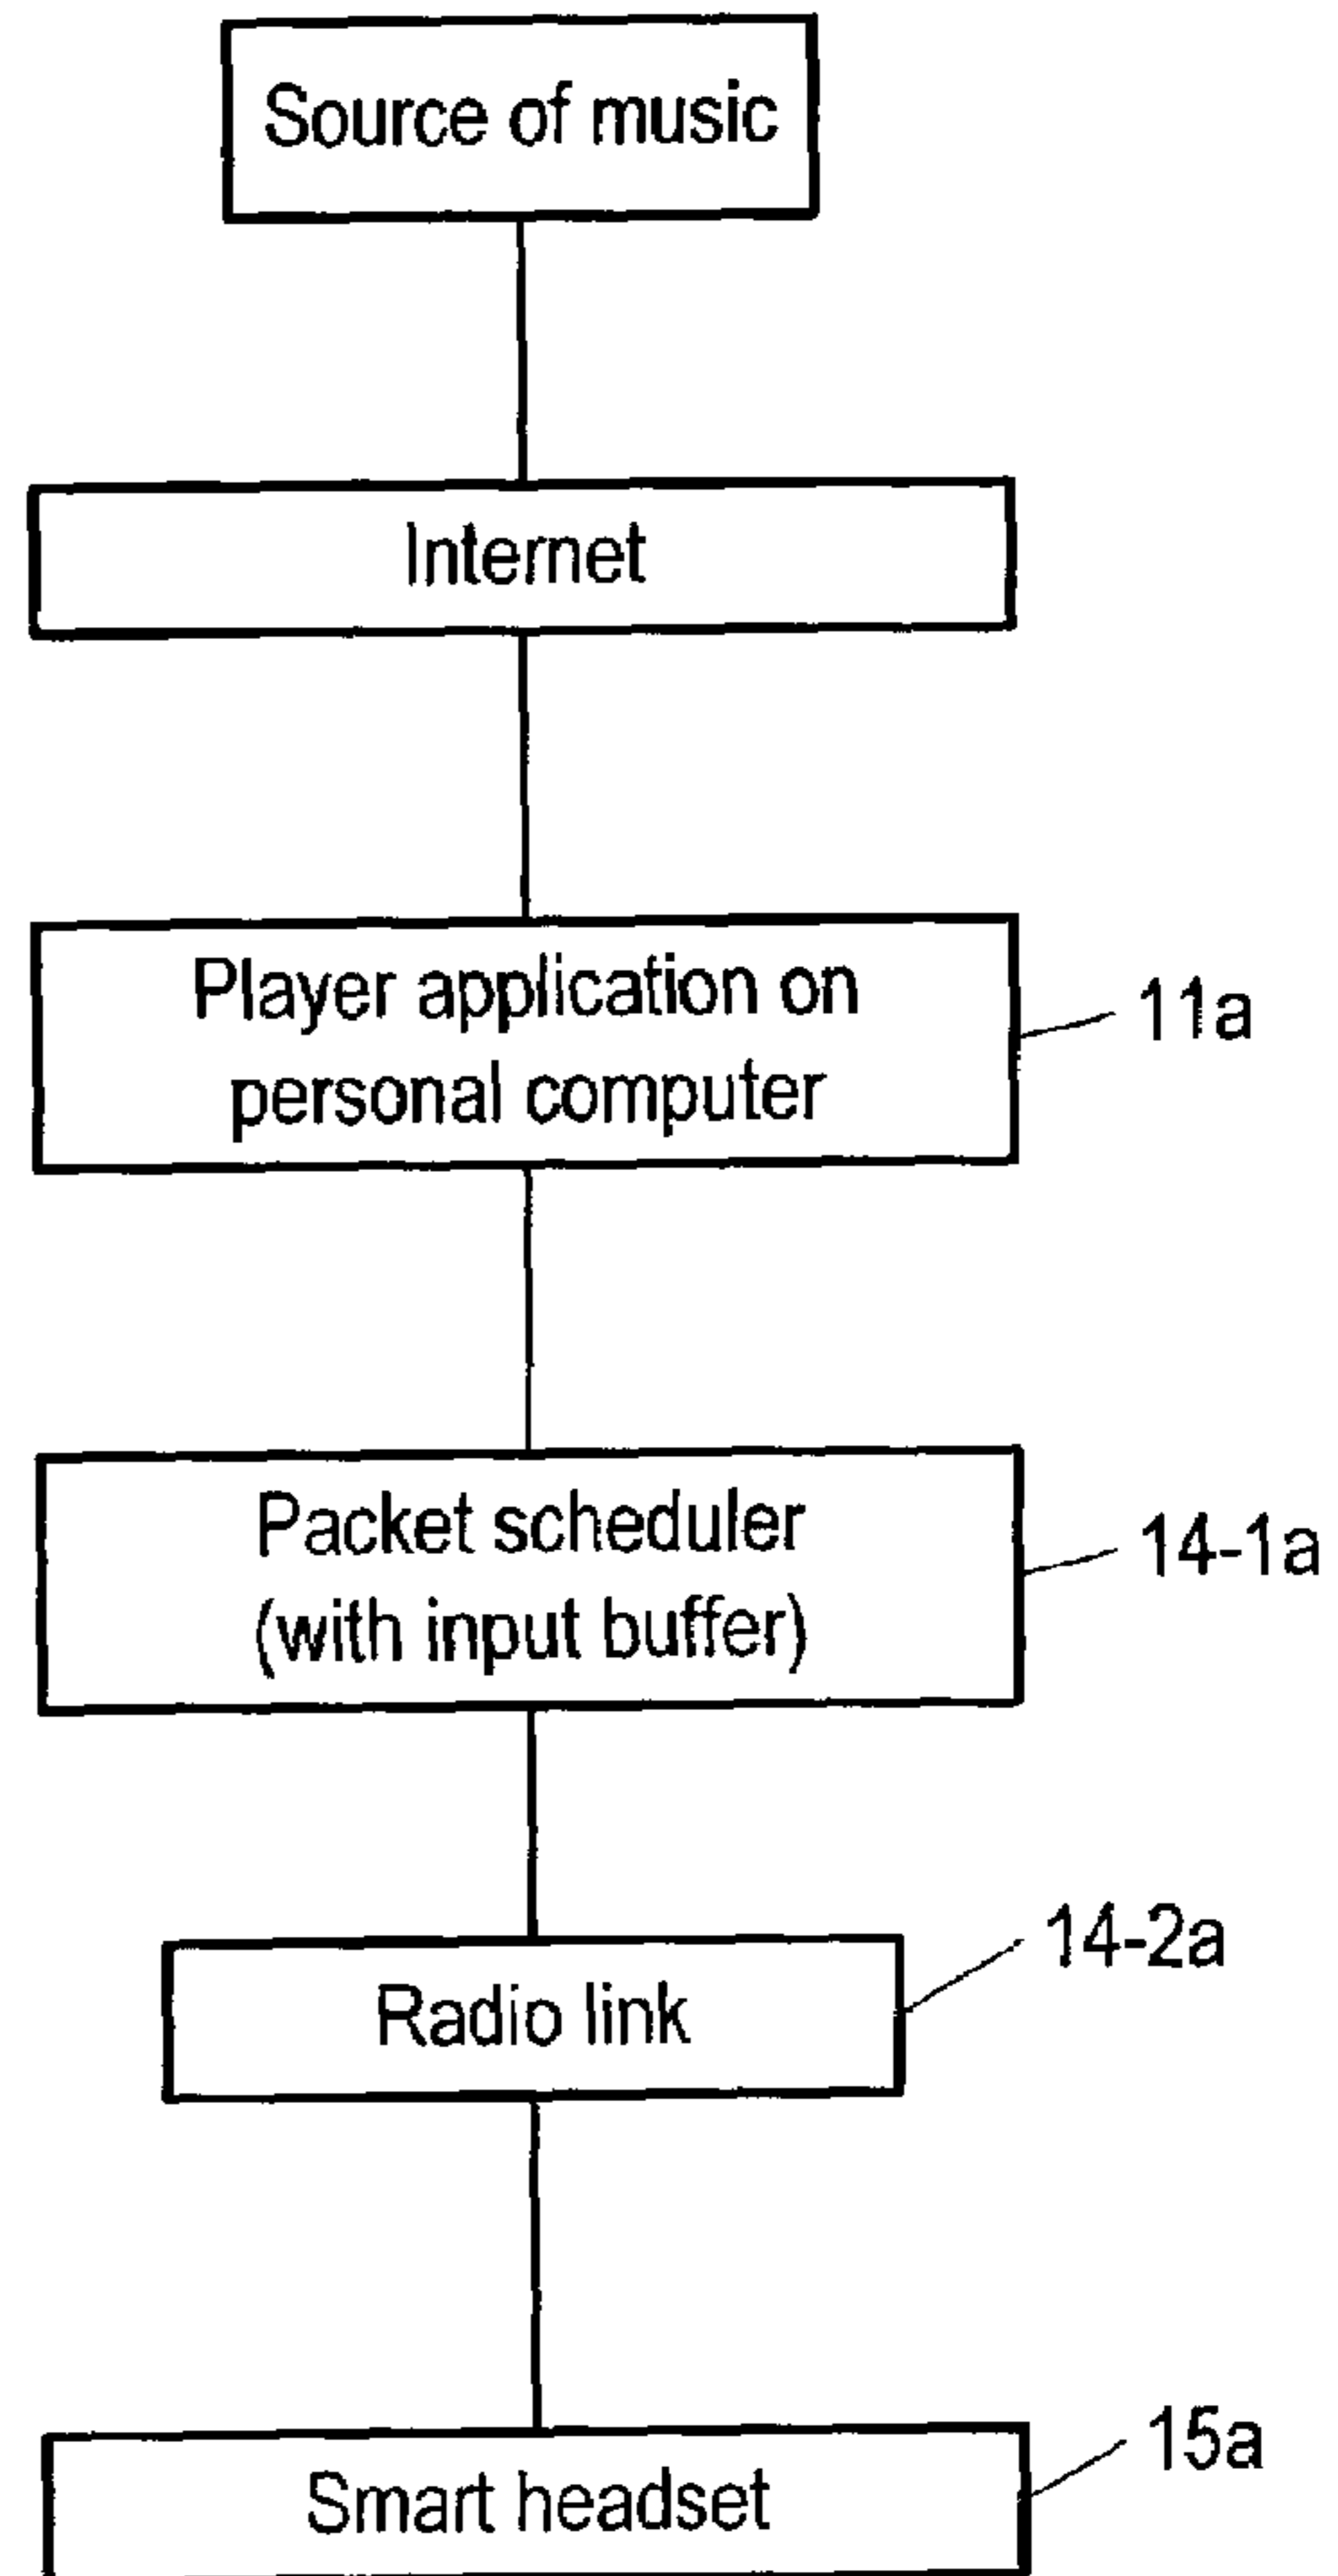 Source of music
Internet
Player application on
personal computer
11a
Packet scheduler
(with input buffer)
14-1a
Radio link
14-2a
Smart headset
15a